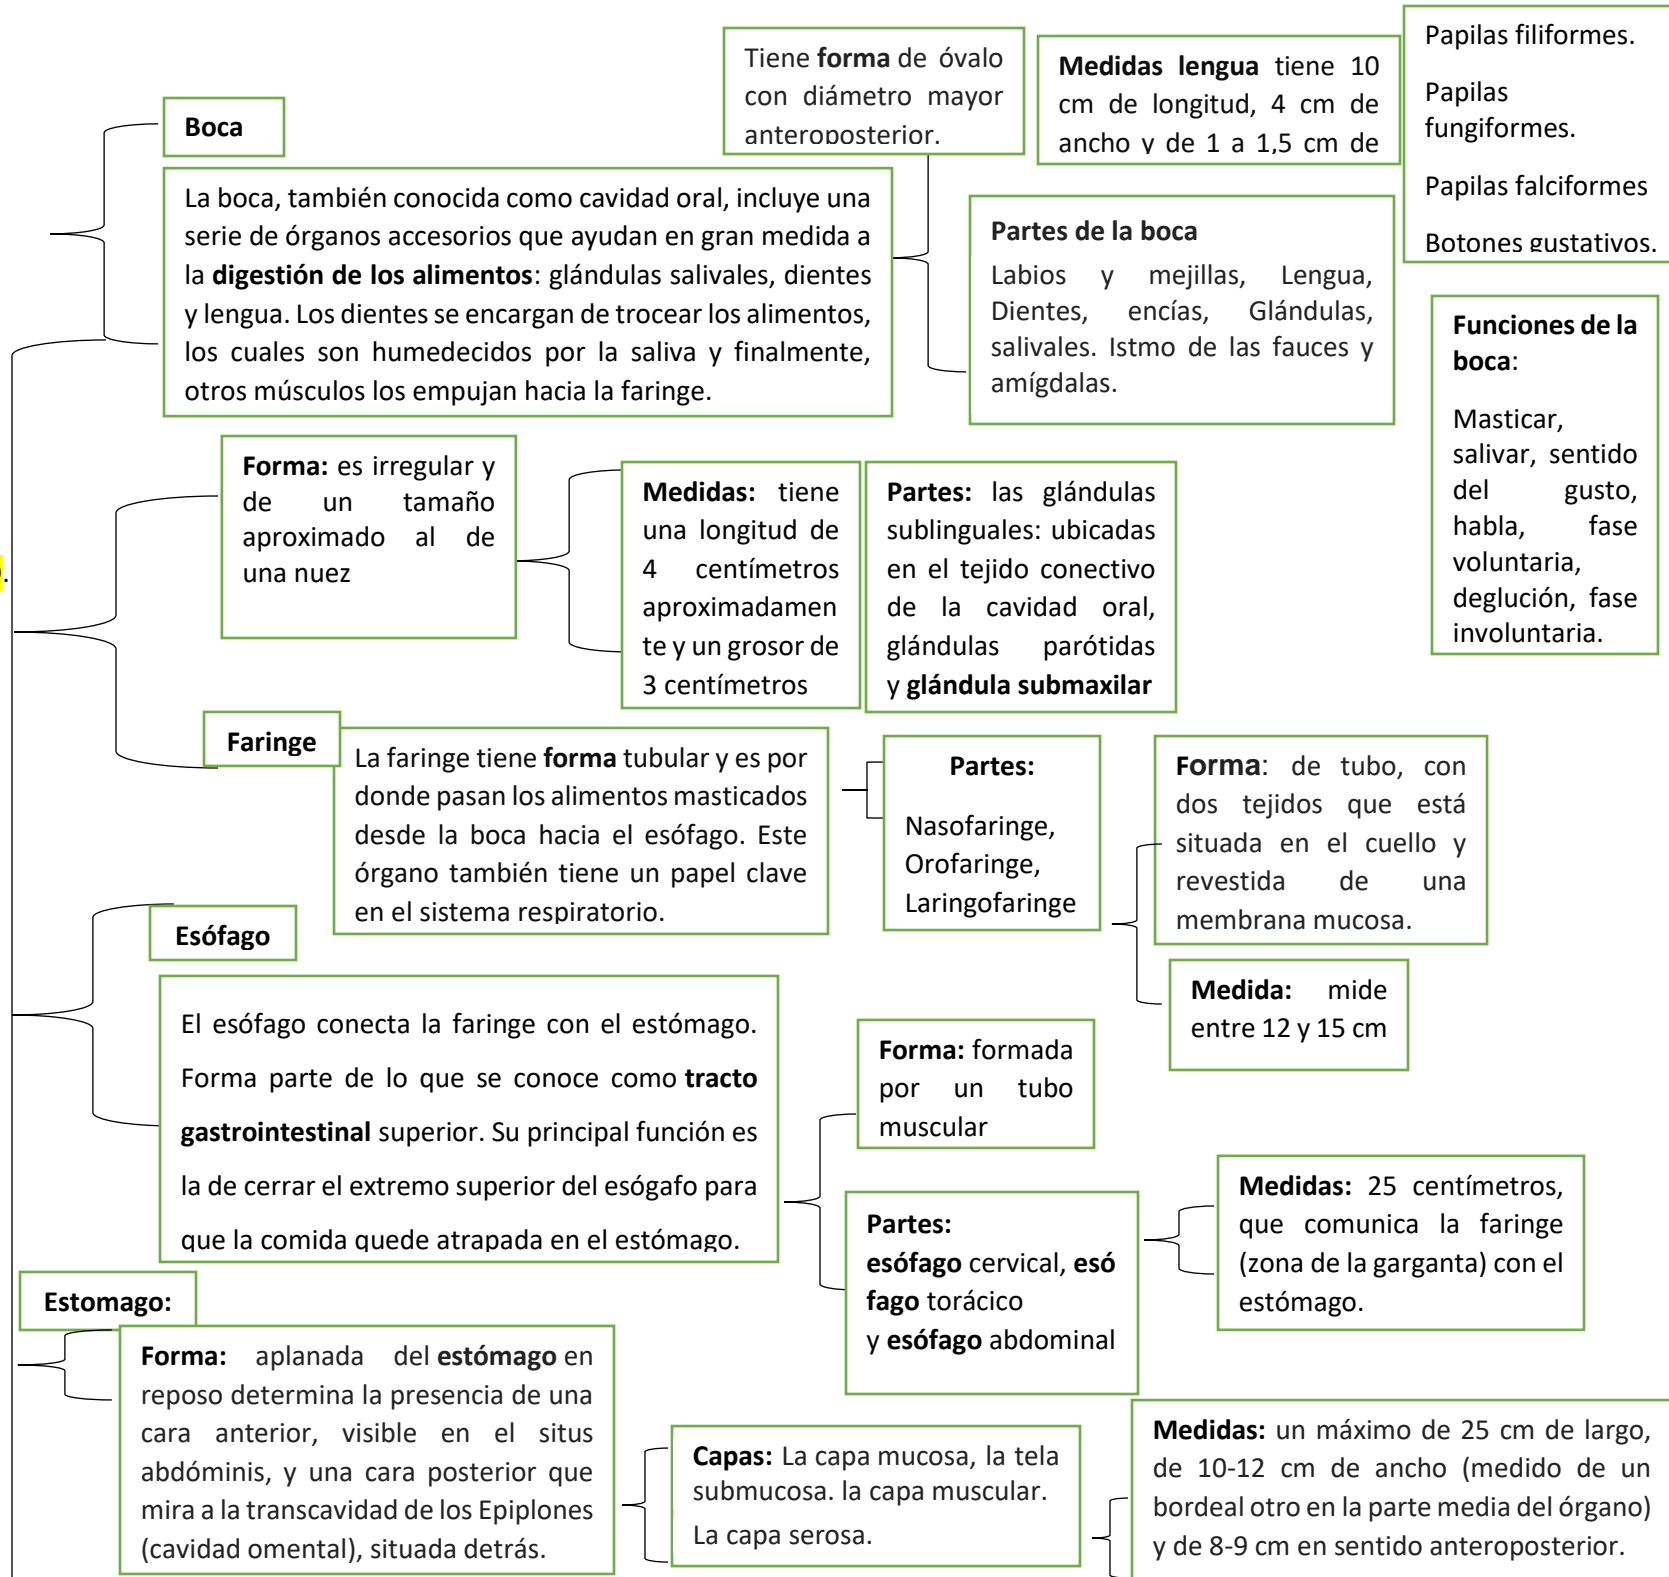 Boca
La boca, también conocida como cavidad oral, incluye una
serie de órganos accesorios que ayudan en gran medida a
la digestión de los alimentos: glándulas salivales, dientes
y lengua. Los dientes se encargan de trocear los alimentos,
los cuales son humedecidos por la saliva y finalmente,
otros músculos los empujan hacia la faringe.
Tiene forma de óvalo
con diámetro mayor
anteroposterior.
Medidas lengua tiene 10
cm de longitud, 4 cm de
ancho y de 1 a 1,5 cm de
Papilas filiformes.
Papilas
fungiformes.
Papilas falciformes
Botones gustativos.
Partes de la boca
Labios y mejillas, Lengua,
Dientes, encías, Glándulas,
salivales. Istmo de las fauces y
amígdalas.
Funciones de la
boca:
Masticar,
salivar, sentido
del gusto,
habla, fase
voluntaria,
deglución, fase
involuntaria.
Forma: es irregular y
de un tamaño
aproximado al de
una nuez
Medidas: tiene
una longitud de
4 centímetros
aproximadamen
te y un grosor de
3 centímetros
Partes: las glándulas
sublinguales: ubicadas
en el tejido conectivo
de la cavidad oral,
glándulas parótidas
y glándula submaxilar
Faringe
La faringe tiene forma tubular y es por
donde pasan los alimentos masticados
desde la boca hacia el esófago. Este
órgano también tiene un papel clave
en el sistema respiratorio.
Partes:
Nasofaringe,
Orofaringe,
Laringofaringe
Forma: de tubo, con
dos tejidos que está
situada en el cuello y
revestida de una
membrana mucosa.
Medida: mide
entre 12 y 15 cm
Esófago
El esófago conecta la faringe con el estómago.
Forma parte de lo que se conoce como tracto
gastrointestinal superior. Su principal función es
la de cerrar el extremo superior del esógafo para
que la comida quede atrapada en el estómago.
Forma: formada
por un tubo
muscular
Partes:
esófago cervical, esó
fago torácico
y esófago abdominal
Medidas: 25 centímetros,
que comunica la faringe
(zona de la garganta) con el
estómago.
Estomago:
Forma: aplanada del estómago en
reposo determina la presencia de una
cara anterior, visible en el situs
abdóminis, y una cara posterior que
mira a la transcavidad de los Epiplones
(cavidad omental), situada detrás.
Capas: La capa mucosa, la tela
submucosa. la capa muscular.
La capa serosa.
Medidas: un máximo de 25 cm de largo,
de 10-12 cm de ancho (medido de un
bordeal otro en la parte media del órgano)
y de 8-9 cm en sentido anteroposterior.